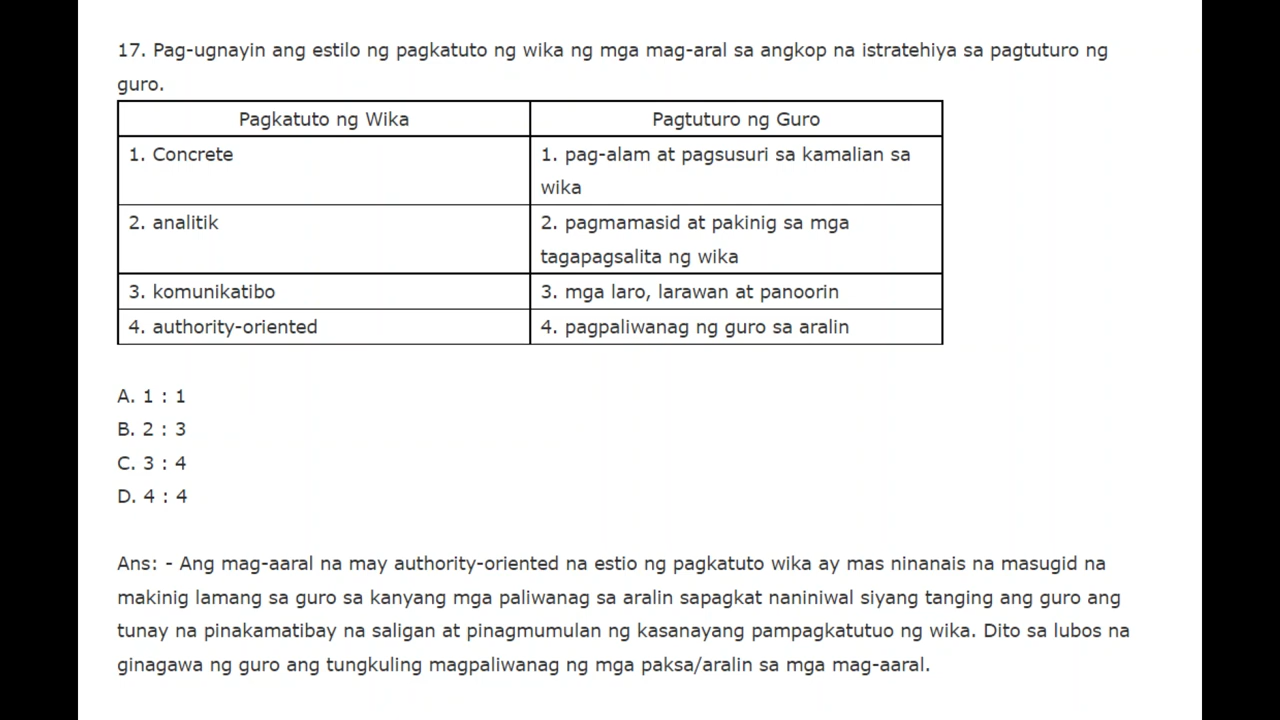 17. Pag-ugnayin ang estilo ng pagkatuto ng wika ng mga mag-aral sa angkop na istratehiya sa pagtuturo ng
guro.
Pagkatuto ng Wika
Pagtuturo ng Guro
1. Concrete
1. pag-alam at pagsusuri sa kamalian sa
wika
2. analitik
2. pagmamasid at pakinig sa mga
tagapagsalita ng wika
3. komunikatibo
3. mga laro, larawan at panoorin
4. authority-oriented
4. pagpaliwanag ng guro sa aralin
A. 1 : 1
B. 2 : 3
C. 3 : 4
D. 4 : 4
Ans: - Ang mag-aaral na may authority-oriented na estio ng pagkatuto wika ay mas ninanais na masugid na
makinig lamang sa guro sa kanyang mga paliwanag sa aralin sapagkat naniniwal siyang tanging ang guro ang
tunay na pinakamatibay na saligan at pinagmumulan ng kasanayang pampagkatutuo ng wika. Dito sa lubos na
ginagawa ng guro ang tungkuling magpaliwanag ng mga paksa/aralin sa mga mag-aaral.